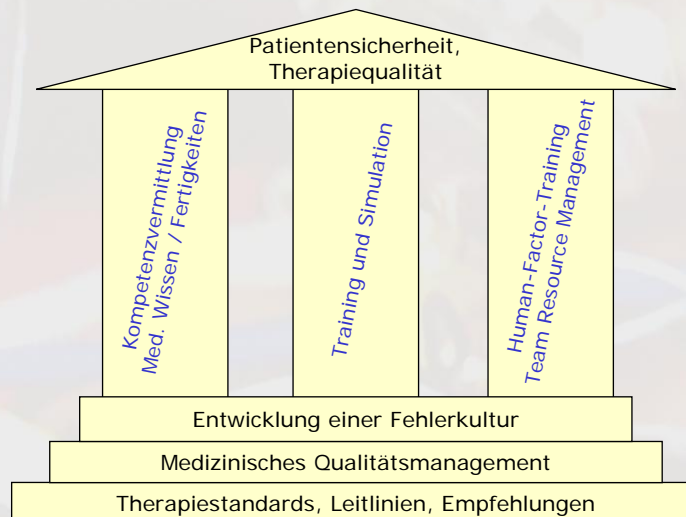 Patientensicherheit,
Therapiequalität
Kompetenzvermittlung
Med. Wissen / Fertigkeiten
Training und Simulation
Human-Factor-Training
Team Resource Management
Entwicklung einer Fehlerkultur
Medizinisches Qualitätsmanagement
Therapiestandards, Leitlinien, Empfehlungen